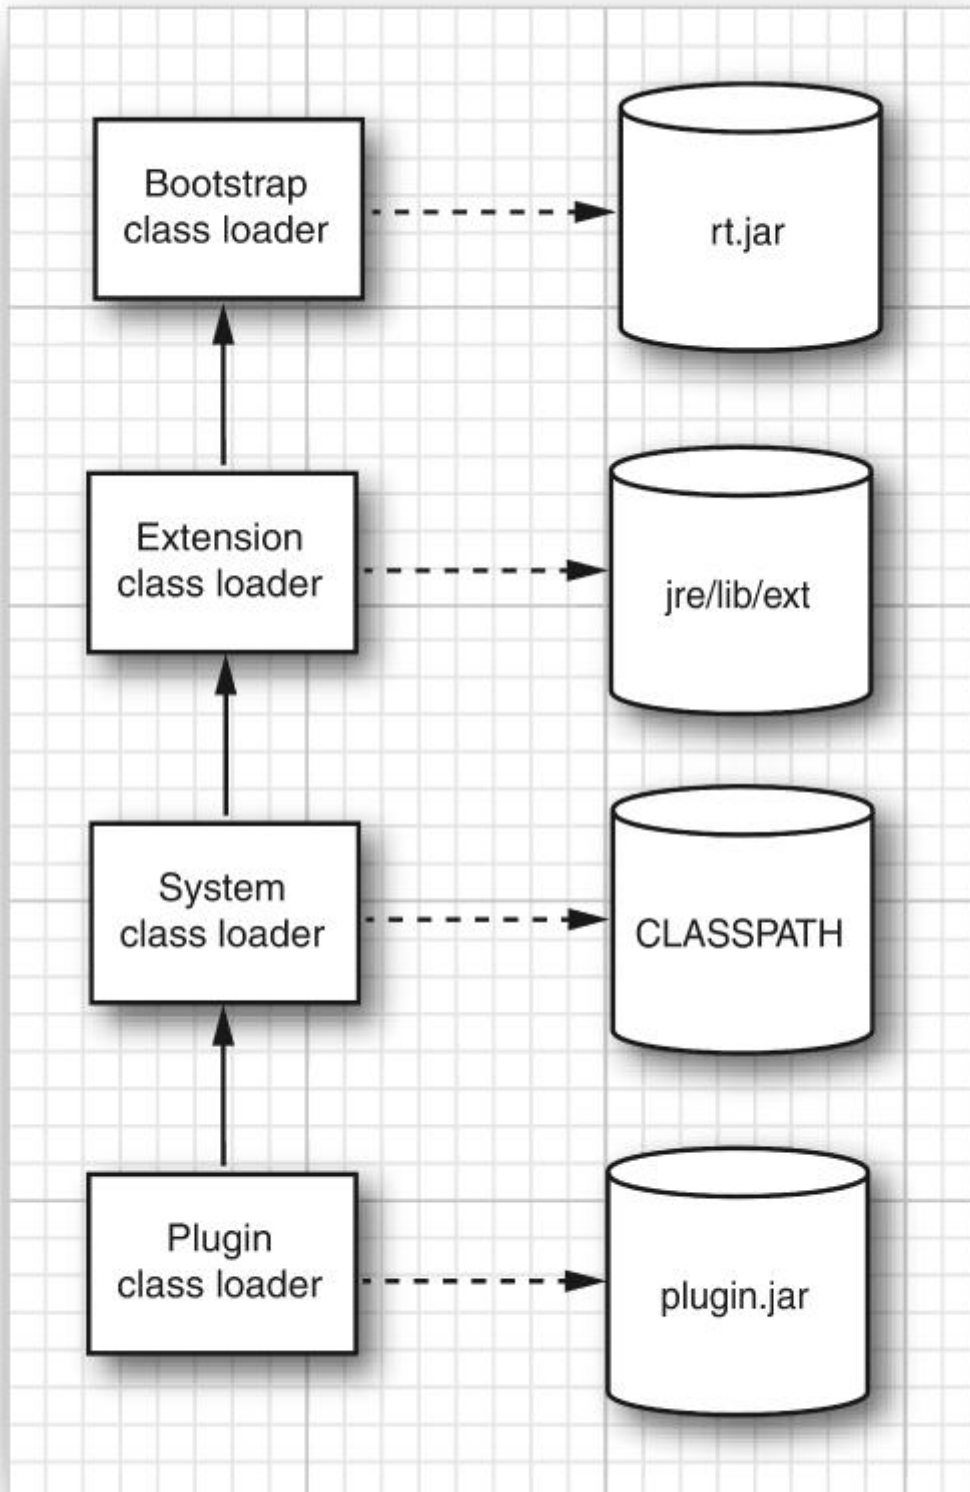 Bootstrap
class loader
rt.jar
Extension
class loader
jre/lib/ext
System
class loader
CLASSPATH
Plugin
class loader
plugin.jar